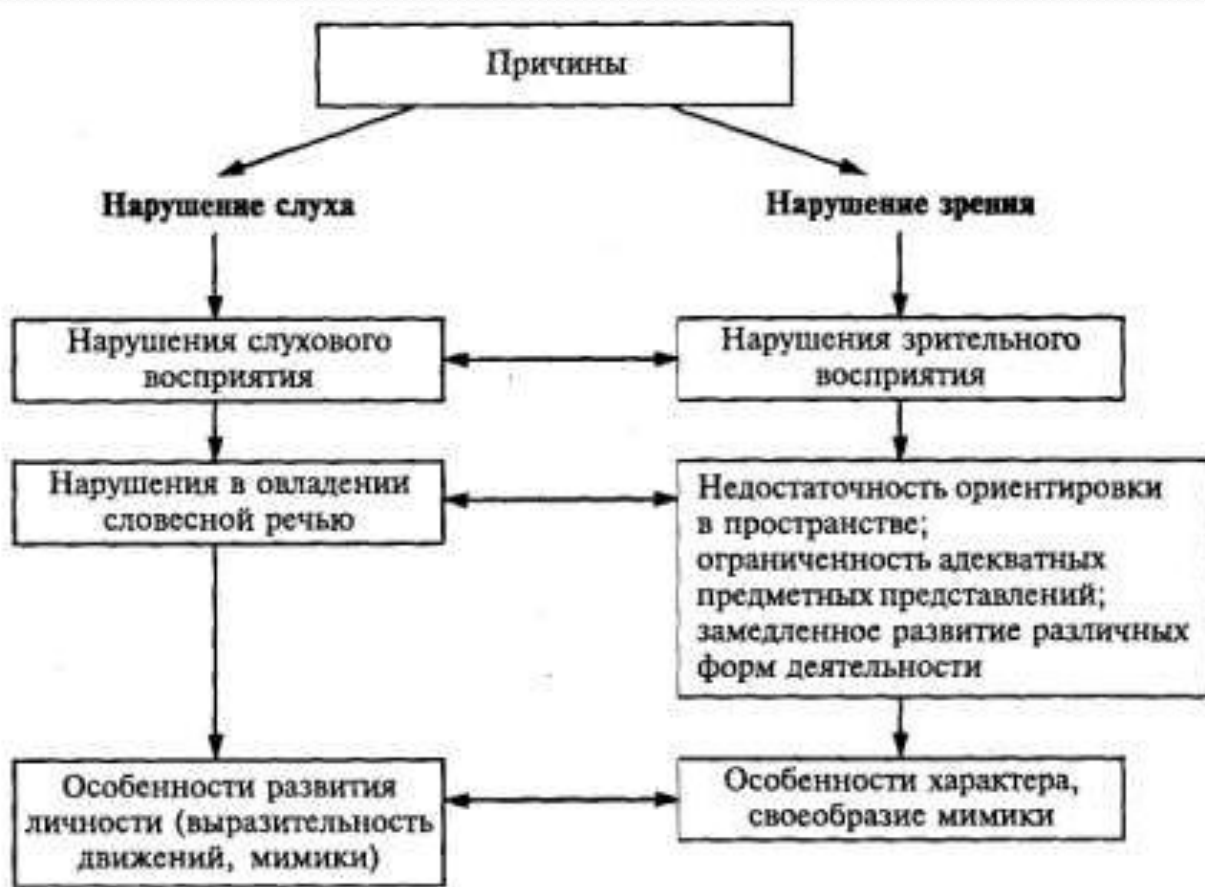 Причины
Нарушение слуха
Нарушение зрения
Нарушения слухового
восприятия
Нарушения зрительного
восприятия
Нарушения в овладении
словесной речью
Недостаточность ориентировки
в пространстве;
ограниченность адекватных
предметных представлений;
замедленное развитие различных
форм деятельности
Особенности развития
личности (выразительность
движений, мимики)
Особенности характера,
своеобразие мимики